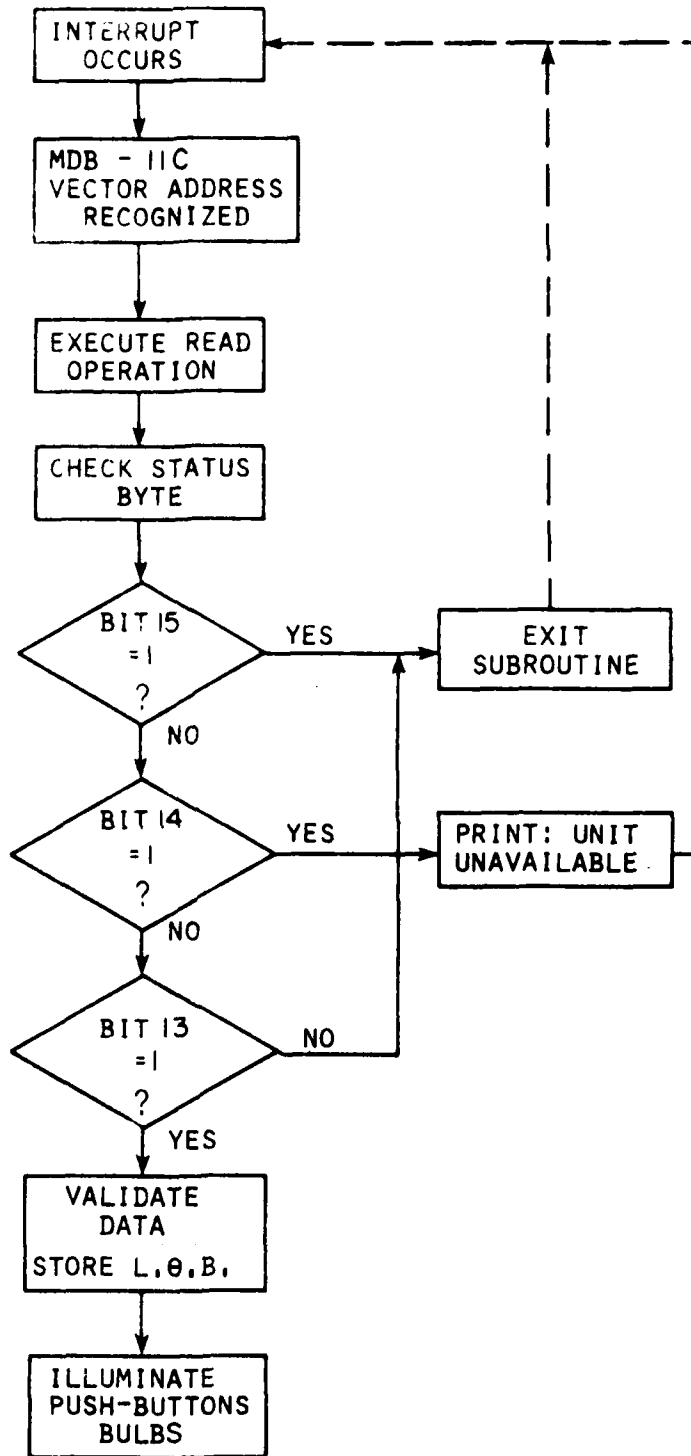 INTERRUPT
OCCURS
MDB - 11C
VECTOR ADDRESS
RECOGNIZED
EXECUTE READ
OPERATION
CHECK STATUS
BYTE
BIT 15
=1
?
YES
EXIT
SUBROUTINE
NO
BIT 14
=1
?
YES
PRINT: UNIT
UNAVAILABLE
NO
BIT 13
=1
?
NO
YES
VALIDATE
DATA
STORE L.θ.B.
ILLUMINATE
PUSH-BUTTONS
BULBS